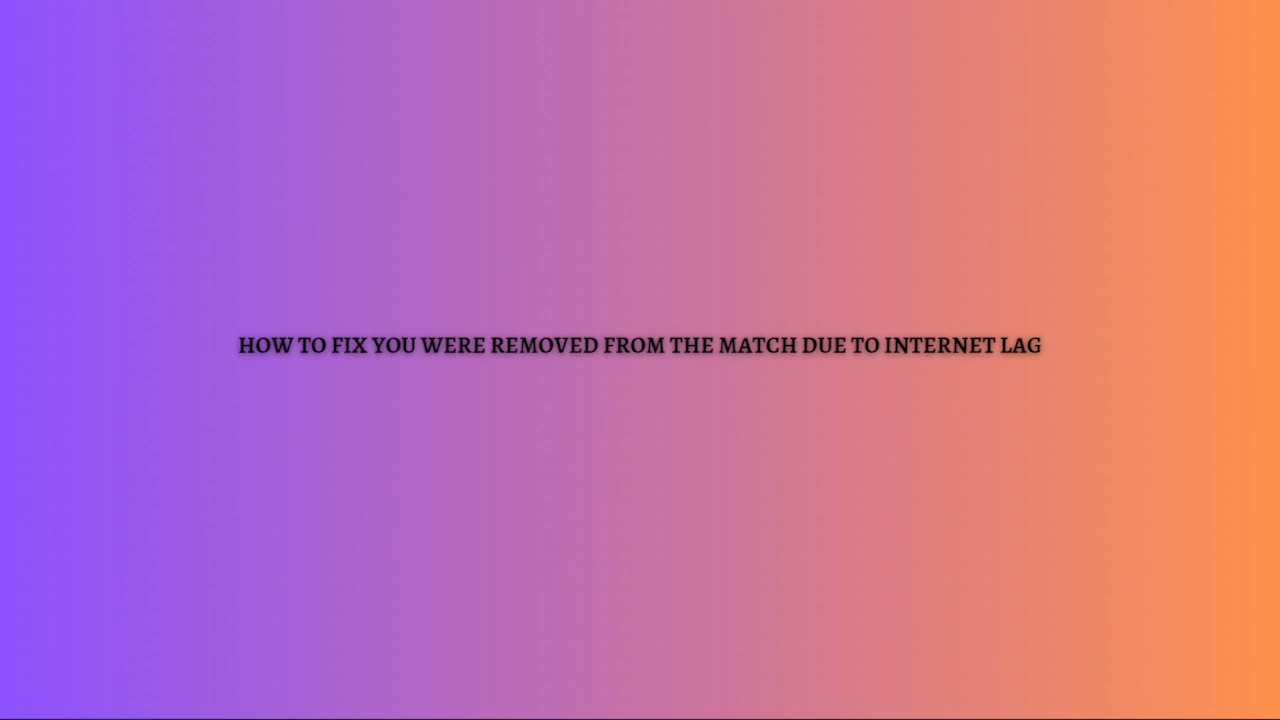 HOW TO FIX YOU WERE REMOVED FROM THE MATCH DUE TO INTERNET LAG